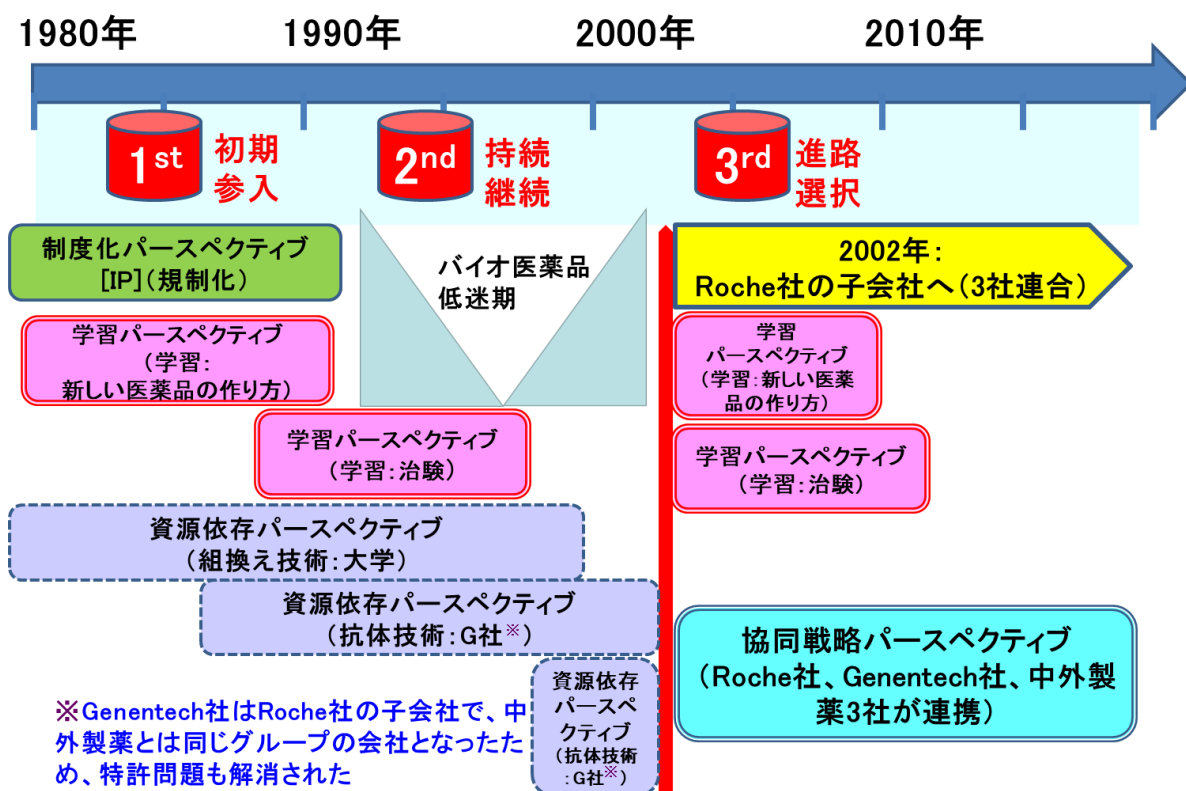 1980年
1990年
2000年
2010年
1st
初期
参入
2nd
持続
継続
3rd
進路
選択
制度化パースペクティブ
[IP](規制化)
バイオ医薬品
低迷期
2002年:
Roche社の子会社へ(3社連合)
学習パースペクティブ
(学習:
新しい医薬品の作り方)
学習
パースペクティブ
(学習:新しい医薬
品の作り方)
学習パースペクティブ
(学習:治験)
学習パースペクティブ
(学習:治験)
資源依存パースペクティブ
(組換え技術:大学)
資源依存パースペクティブ
(抗体技術:G社※)
資源依存
パースペ
クティブ
(抗体技術
:G社※)
協同戦略パースペクティブ
(Roche社、Genentech社、中外製
薬3社が連携)
※Genentech社はRoche社の子会社で、中
外製薬とは同じグループの会社となったた
め、特許問題も解消された